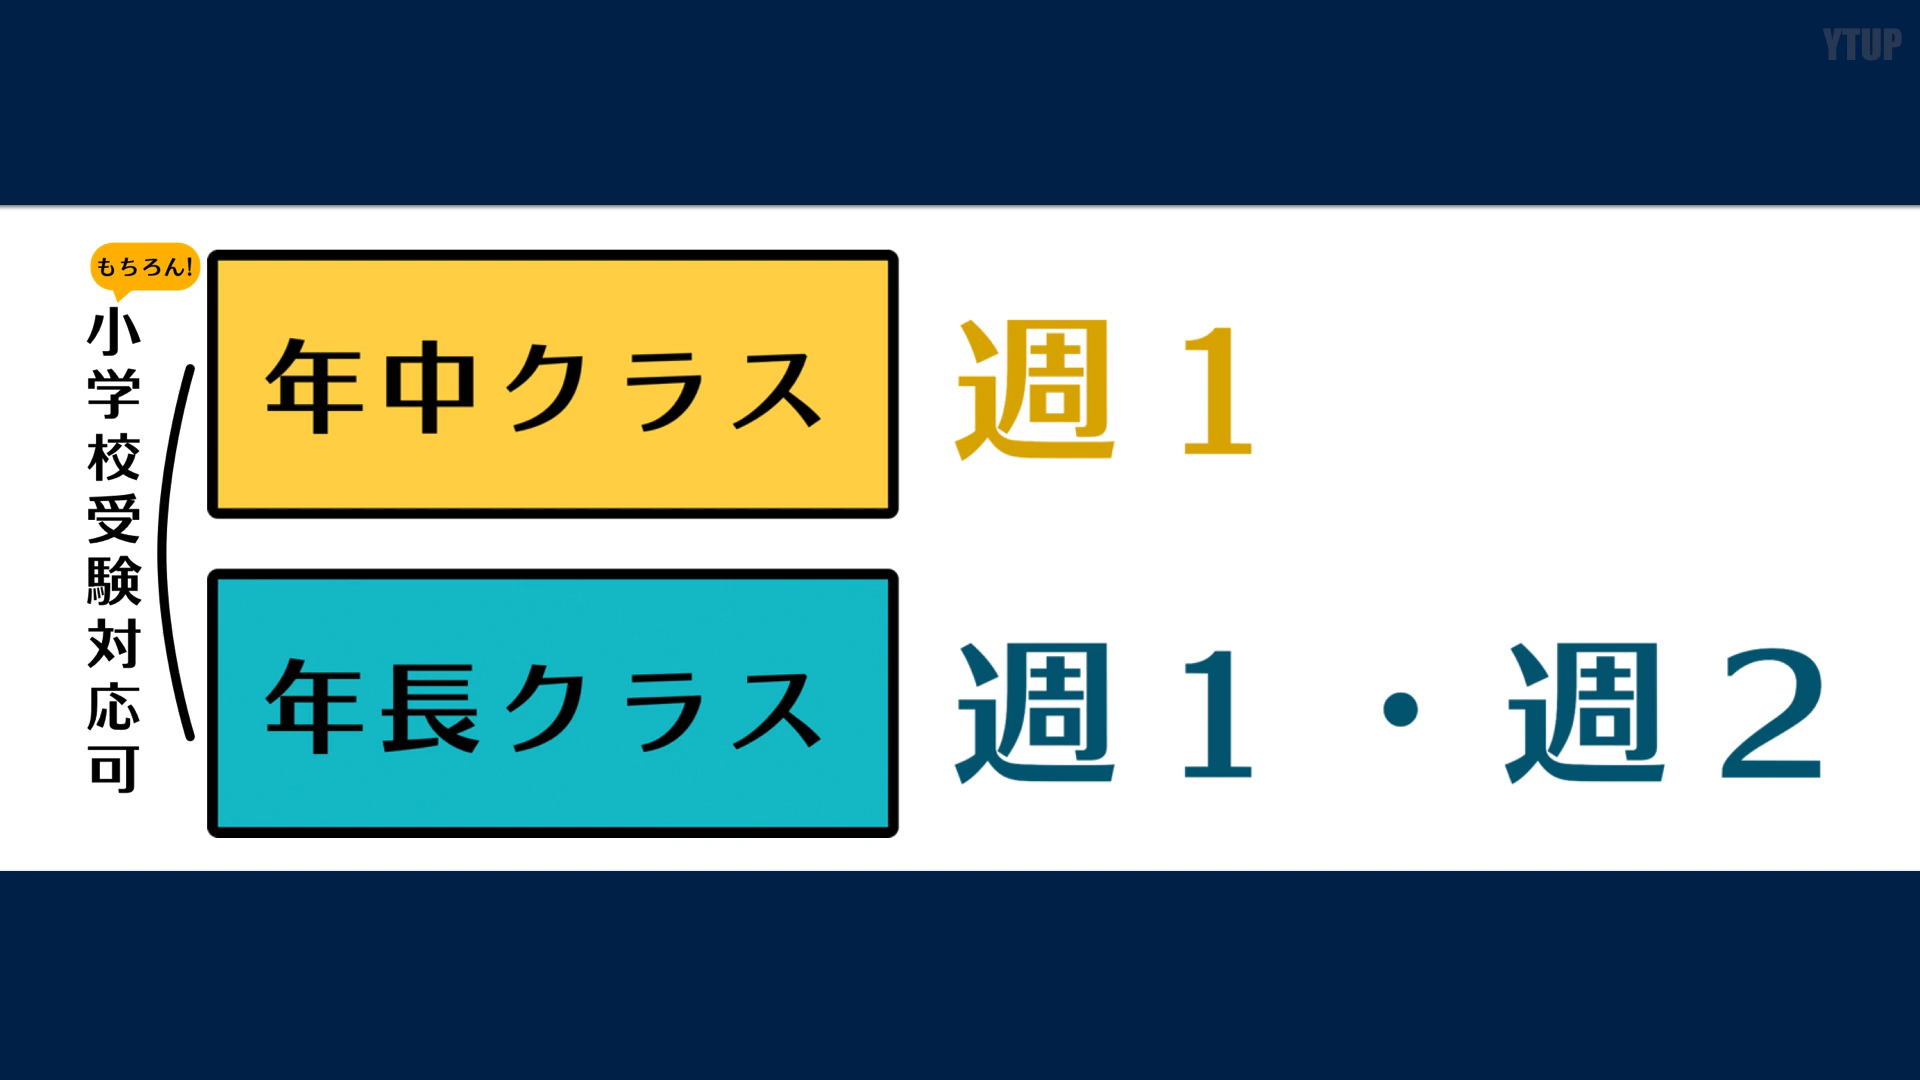 YTUP
もちろん!
小学校受験対応可
年中クラス
週1
年長クラス
週1・週2